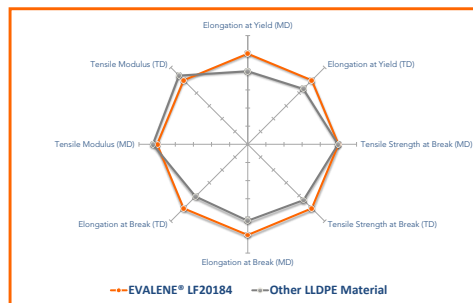 Elongation at Yield (MD)
Tensile Modulus (TD)
Elongation at Yield (TD)
Tensile Modulus (MD)
Tensile Strength at Break (MD)
Elongation at Break (TD)
Tensile Strength at Break (TD)
Elongation at Break (MD)
EVALENE® LF20184
Other LLDPE Material